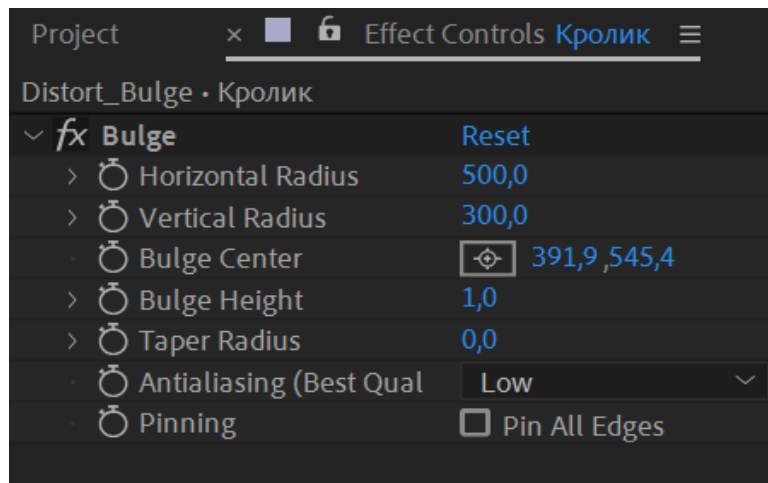 Project × Effect Controls Кролик
Distort_Bulge • Кролик
fx Bulge Reset
Horizontal Radius 500,0
Vertical Radius 300,0
Bulge Center 391,9 ,545,4
Bulge Height 1,0
Taper Radius 0,0
Antialiasing (Best Qual Low
Pinning Pin All Edges